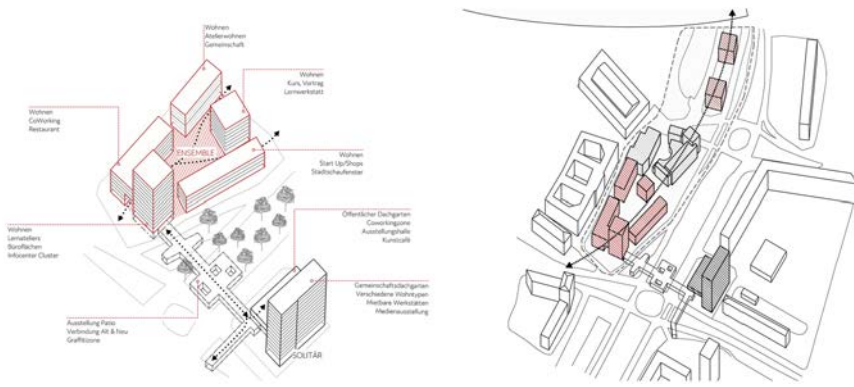 Wohnen
Atelierwohnen
Gemeinschaft
Wohnen
Kurs, Vortrag
Lernwerkstatt
Wohnen
CoWorking
Restaurant
ENSEMBLE
Wohnen
Start Up/Shops
Stadtschaufenster
Wohnen
Lernateliers
Büroflächen
Infocenter Cluster
Öffentlicher Dachgarten
Coworkingzone
Ausstellungshalle
Kunstcafé
Gemeinschaftsdachgarten
Verschiedene Wohntypen
Mietbare Werkstätten
Medienausstellung
Ausstellung Patio
Verbindung Alt & Neu
Graffitizone
SOLITÄR